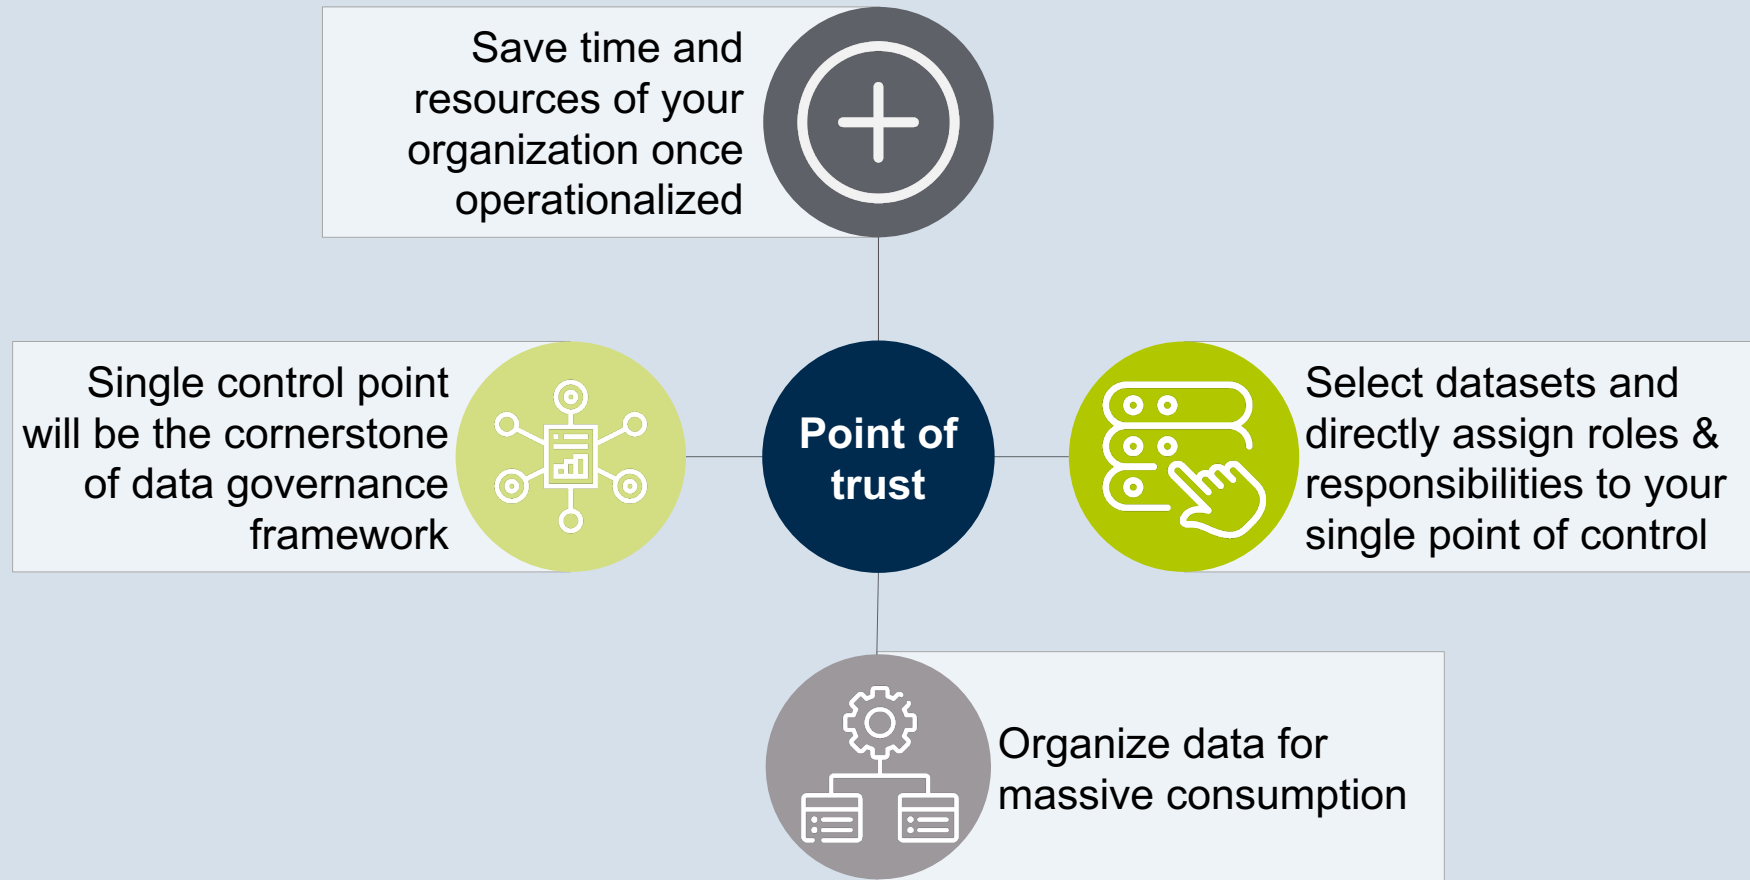 Save time and
resources of your
organization once
operationalized
Single control point
will be the cornerstone
of data governance
framework
Point of
trust
Select datasets and
directly assign roles &
responsibilities to your
single point of control
Organize data for
massive consumption